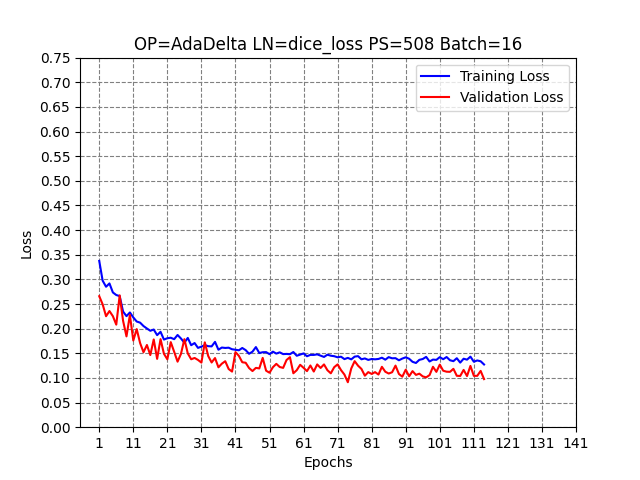 OP=AdaDelta LN=dice_loss PS=508 Batch=16
Training Loss
Validation Loss
0.75
0.70
0.65
0.60
0.55
0.50
0.45
0.40
0.35
0.30
0.25
0.20
0.15
0.10
0.05
0.00
Loss
1 11 21 31 41 51 61 71 81 91 101 111 121 131 141
Epochs